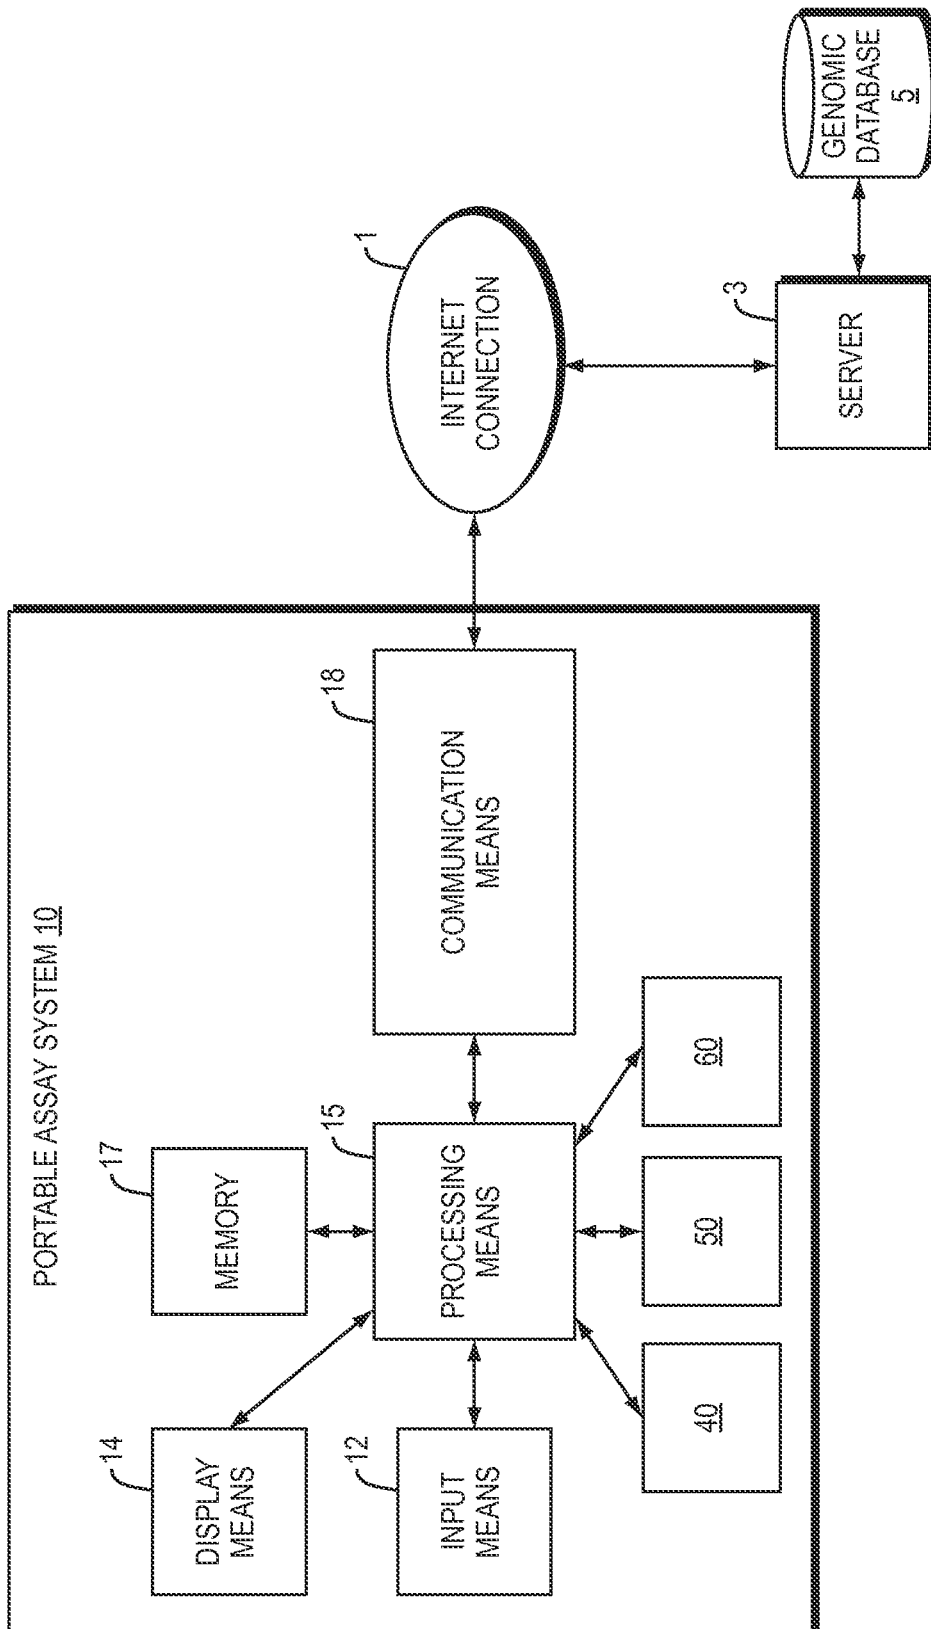 PORTABLE ASSAY SYSTEM 10
14
DISPLAY
MEANS
17
MEMORY
12
INPUT
MEANS
15
PROCESSING
MEANS
18
COMMUNICATION
MEANS
40
50
60
1
INTERNET
CONNECTION
3
SERVER
GENOMIC
DATABASE
5